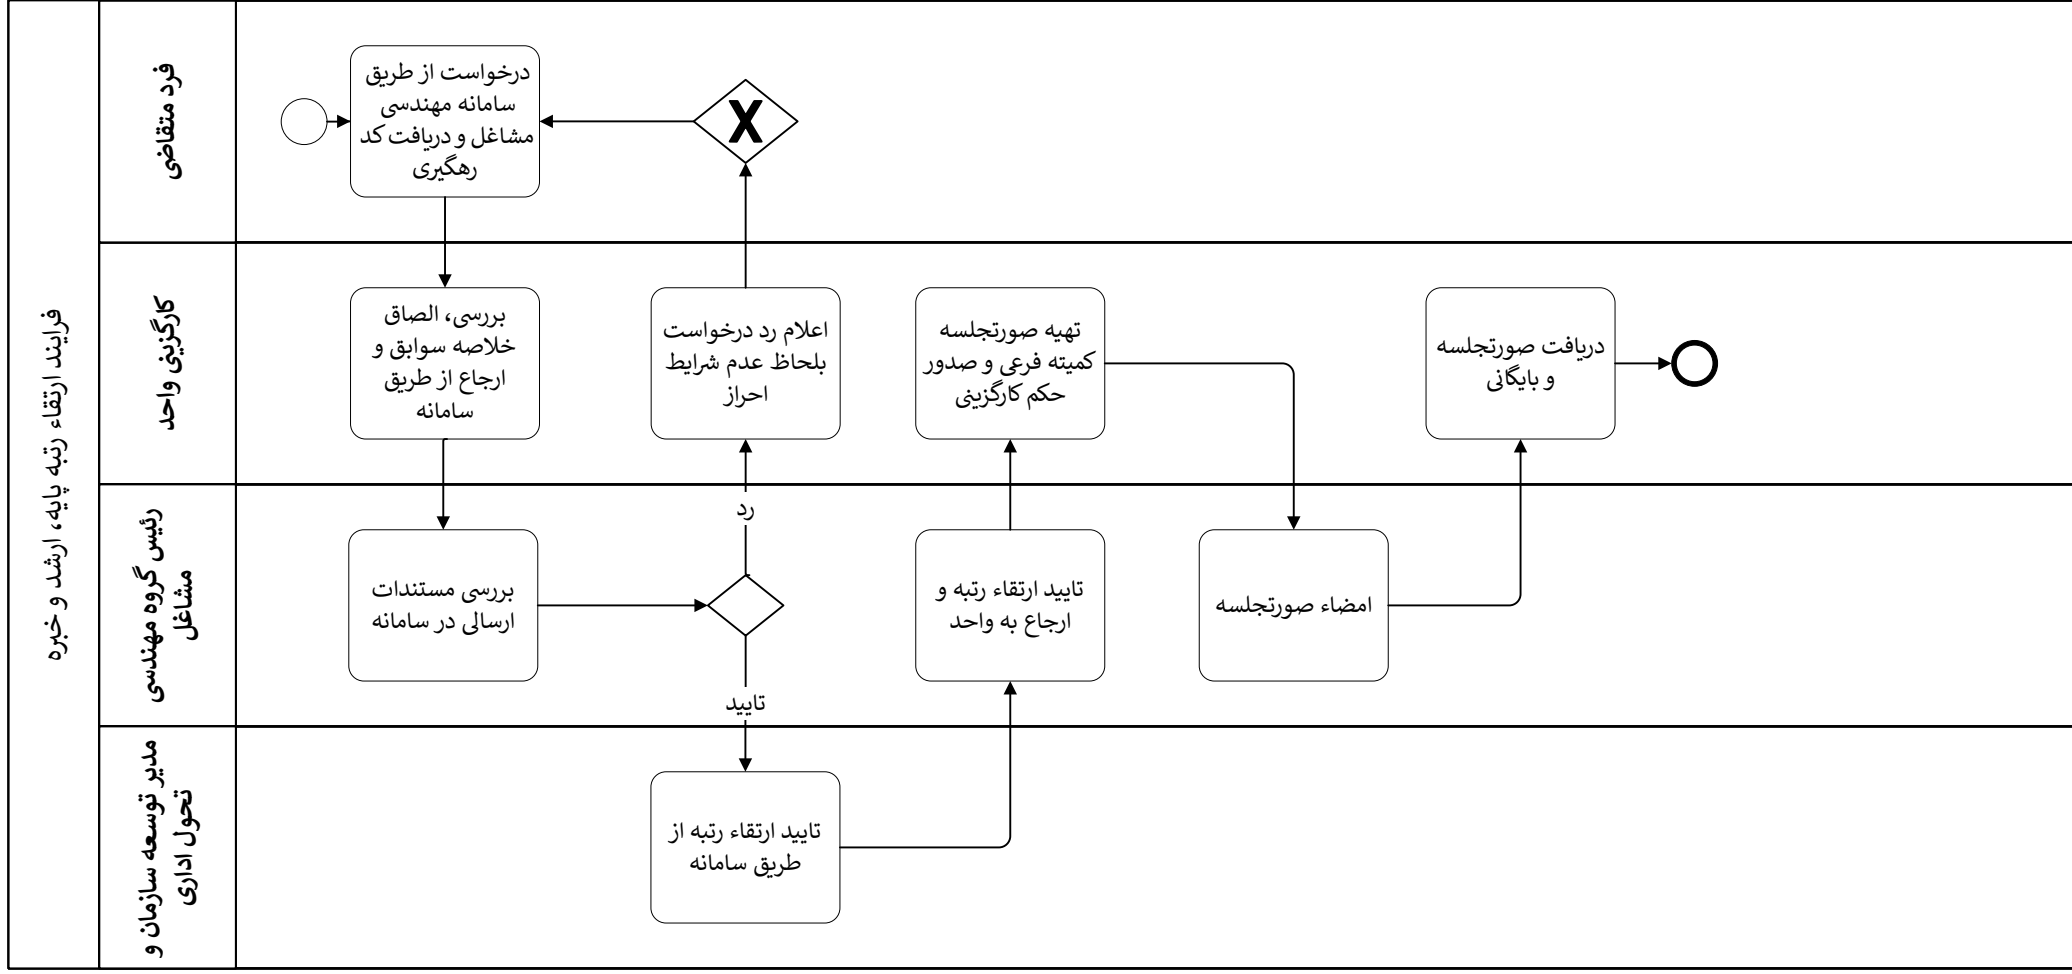 فرایند ارتقاء رتبه پایه، ارشد و خبره
فرد متقاضی
درخواست از طریق
سامانه مهندسی
مشاغل و دریافت کد
رهگیری
X
کارگزینی واحد
بررسی، الصاق
خلاصه سوابق و
ارجاع از طریق
سامانه
اعلام رد درخواست
بلحاظ عدم شرایط
احراز
تهیه صورتجلسه
کمیته فرعی و صدور
حکم کارگزینی
دریافت صورتجلسه
و بایگانی
رئیس گروه مهندسی
مشاغل
بررسی مستندات
ارسالی در سامانه
رد
تایید
تایید ارتقاء رتبه و
ارجاع به واحد
امضاء صورتجلسه
مدیر توسعه سازمان و
تحول اداری
تایید ارتقاء رتبه از
طریق سامانه